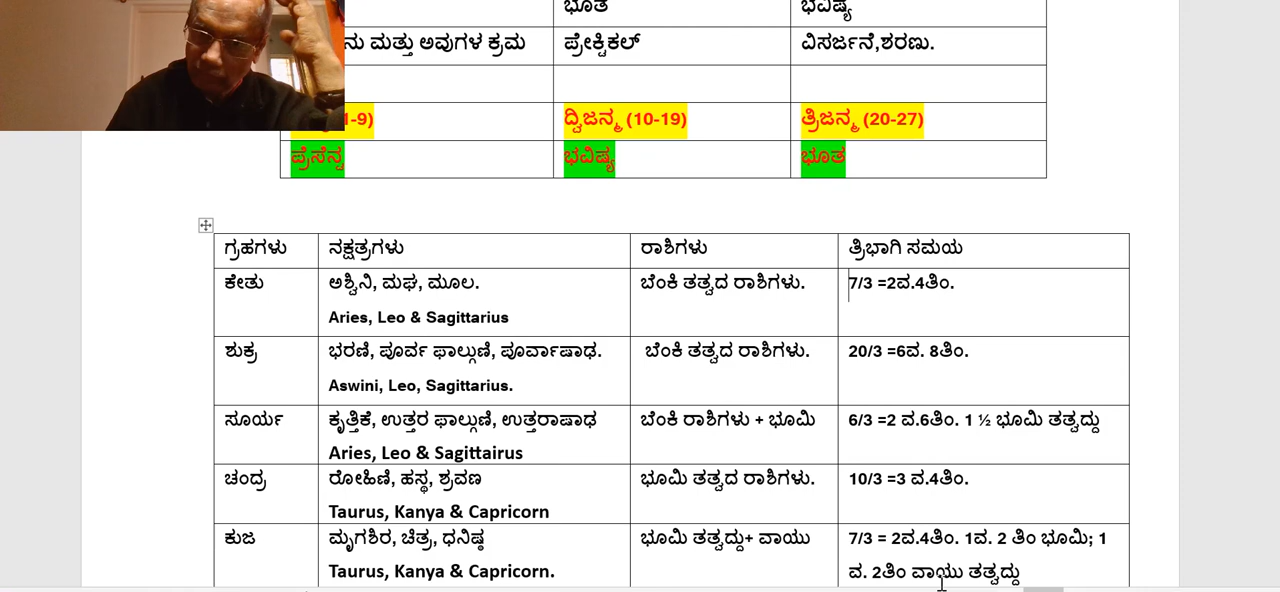 ಭೂತ ಭವಿಷ್ಯ
ನು ಮತ್ತು ಅವುಗಳ ಕ್ರಮ ಪ್ರೇಕ್ಟಿಕಲ್ ವಿಸರ್ಜನೆ,ಶರಣು.
1-9) ದ್ವಿಜನ್ಮ (10-19) ತ್ರಿಜನ್ಮ (20-27)
ಪ್ರೆಸೆನ್ಟ ಭವಿಷ್ಯ ಭೂತ
ಗ್ರಹಗಳು ನಕ್ಷತ್ರಗಳು ರಾಶಿಗಳು ತ್ರಿಭಾಗಿ ಸಮಯ
ಕೇತು ಅಶ್ವಿನಿ, ಮಘ, ಮೂಲ. ಬೆಂಕಿ ತತ್ವದ ರಾಶಿಗಳು. 7/3 =2ವ.4ತಿಂ.
Aries, Leo & Sagittarius
ಶುಕ್ರ ಭರಣಿ, ಪೂರ್ವ ಫಾಲ್ಗುಣಿ, ಪೂರ್ವಾಷಾಢ. ಬೆಂಕಿ ತತ್ವದ ರಾಶಿಗಳು. 20/3 =6ವ. 8ತಿಂ.
Aswini, Leo, Sagittarius.
ಸೂರ್ಯ ಕೃತ್ತಿಕೆ, ಉತ್ತರ ಫಾಲ್ಗುಣಿ, ಉತ್ತರಾಷಾಢ ಬೆಂಕಿ ರಾಶಿಗಳು + ಭೂಮಿ 6/3 =2 ವ.6ತಿಂ. 1 ½ ಭೂಮಿ ತತ್ವದ್ದು
Aries, Leo & Sagittairus
ಚಂದ್ರ ರೋಹಿಣಿ, ಹಸ್ಥ, ಶ್ರವಣ ಭೂಮಿ ತತ್ವದ ರಾಶಿಗಳು. 10/3 =3 ವ.4ತಿಂ.
Taurus, Kanya & Capricorn
ಕುಜ ಮೃಗಶಿರ, ಚಿತ್ರ, ಧನಿಷ್ಠ ಭೂಮಿ ತತ್ವದ್ದು+ ವಾಯು 7/3 = 2ವ.4ತಿಂ. 1ವ. 2 ತಿಂ ಭೂಮಿ; 1
Taurus, Kanya & Capricorn. ವ. 2ತಿಂ ವಾಯು ತತ್ವದ್ದು